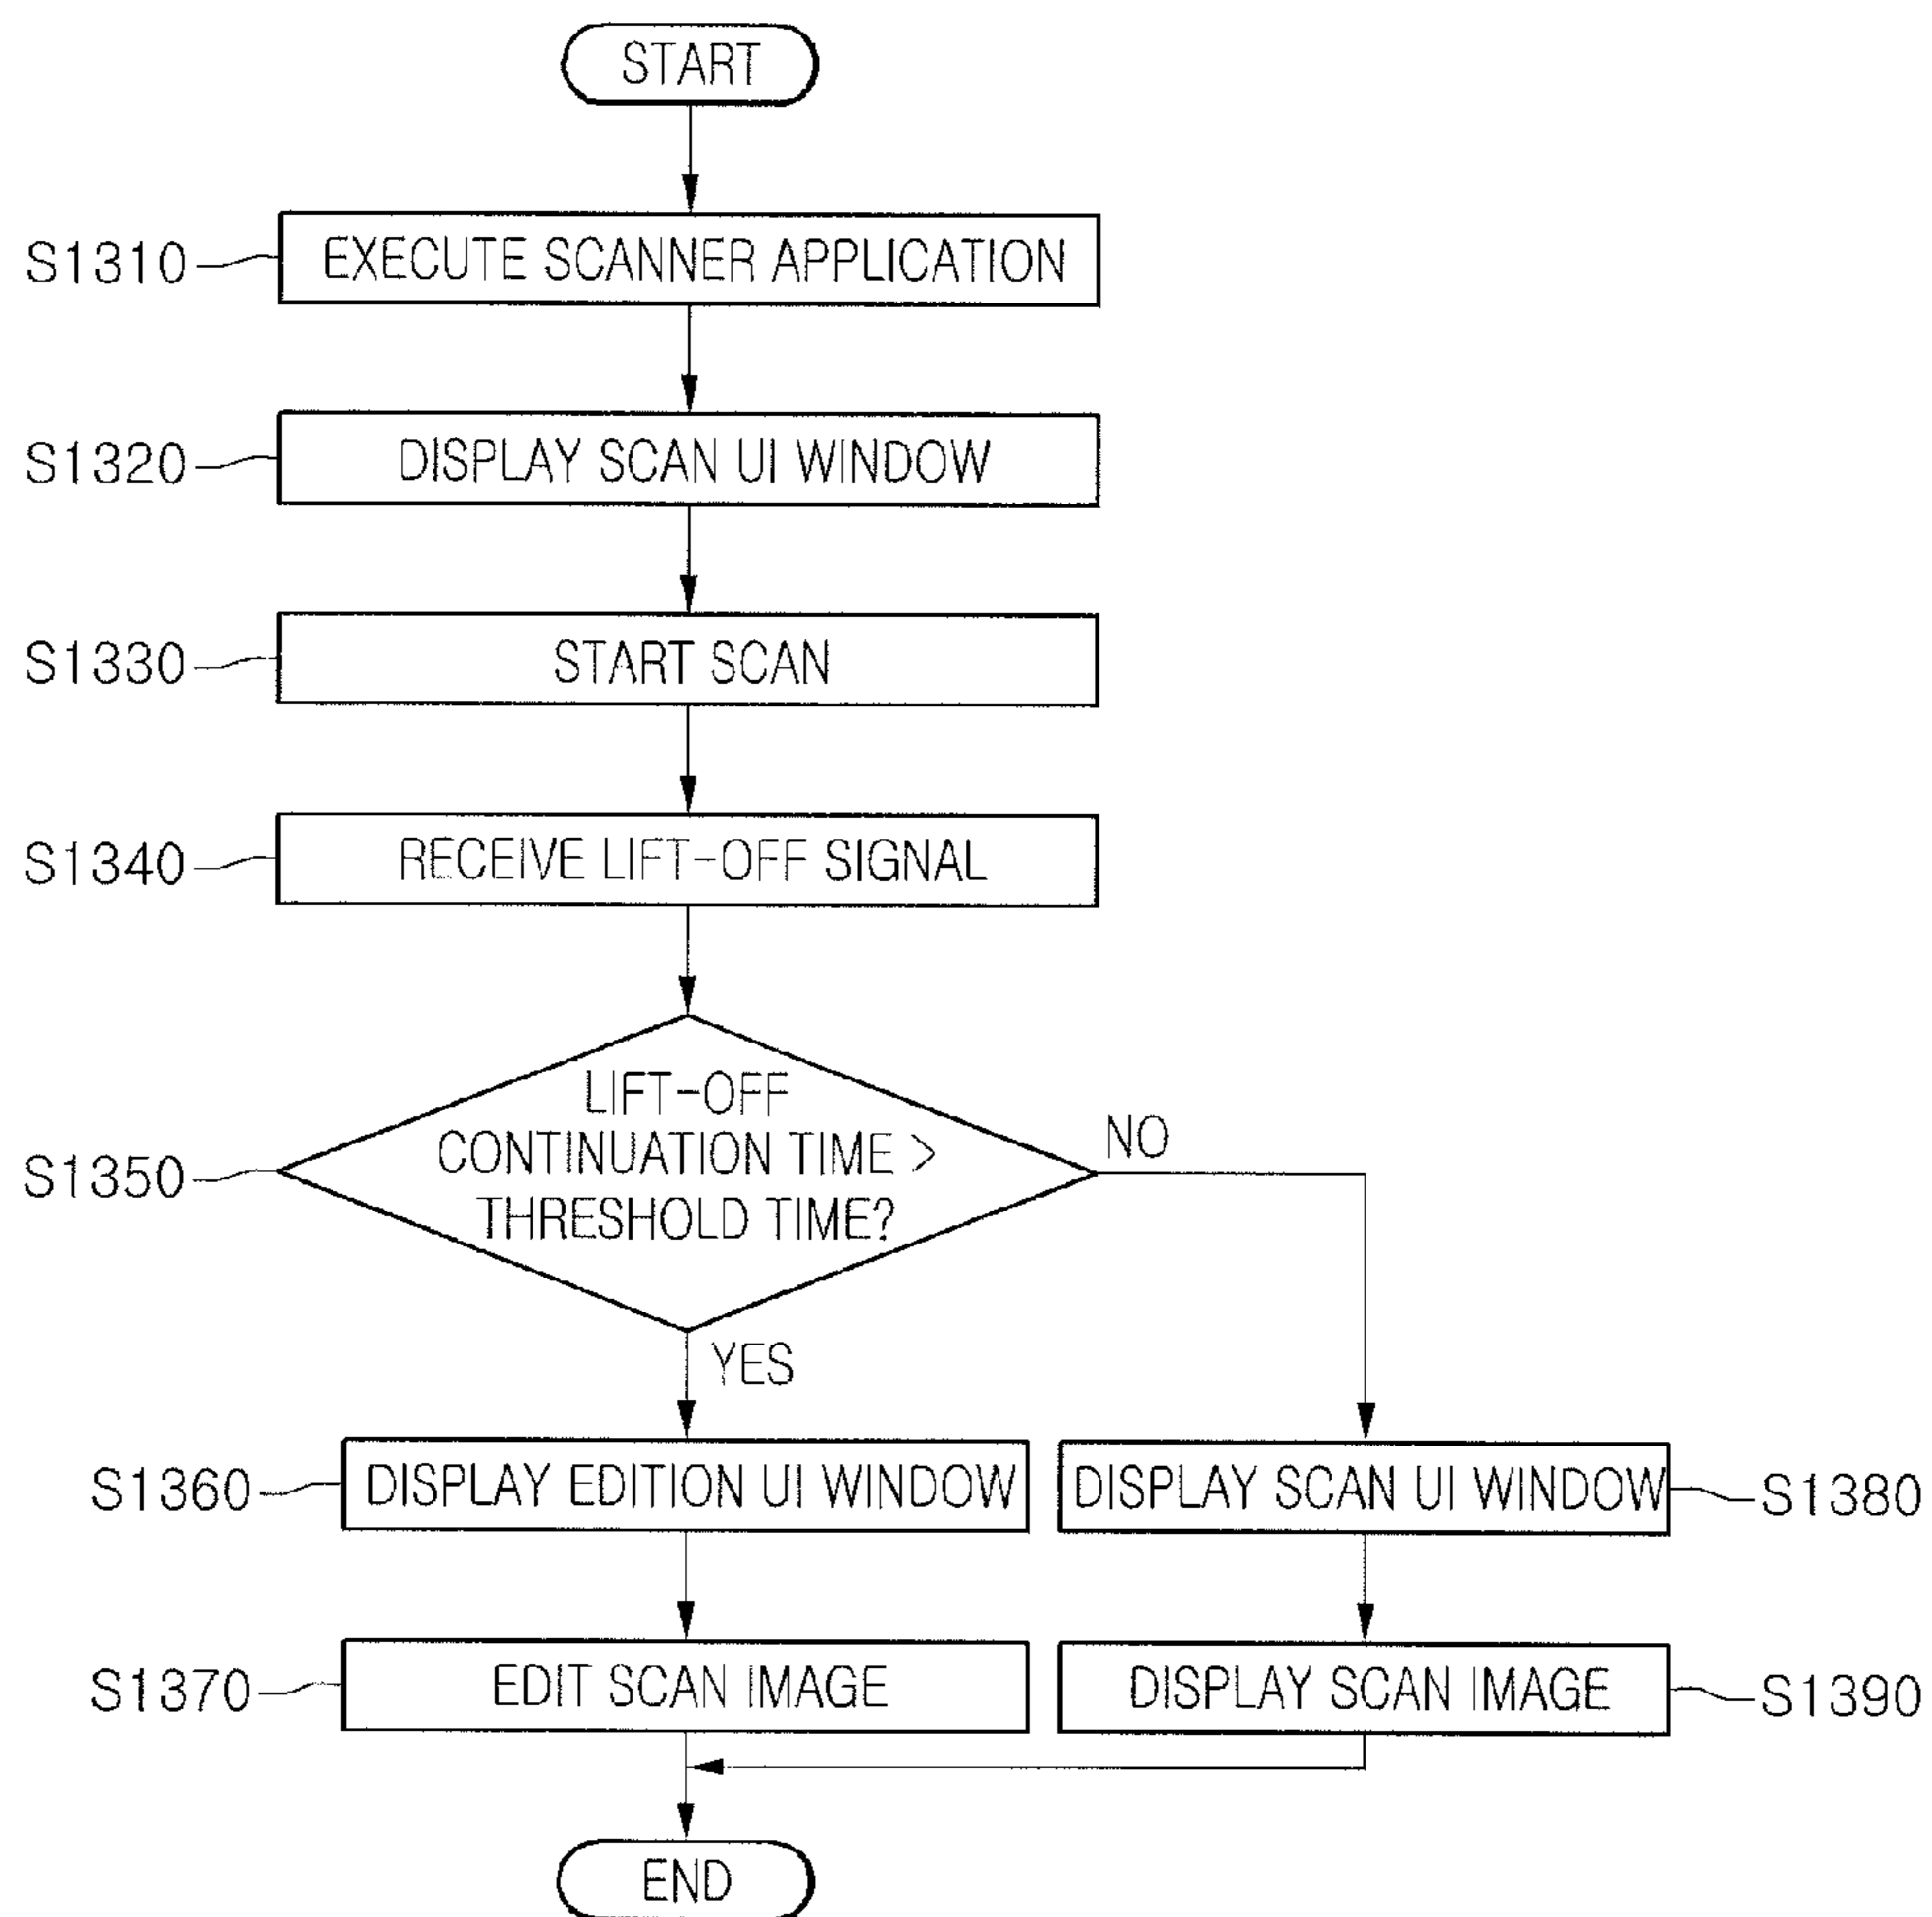 START
S1310
EXECUTE SCANNER APPLICATION
S1320
DISPLAY SCAN UI WINDOW
S1330
START SCAN
S1340
RECEIVE LIFT-OFF SIGNAL
S1350
LIFT-OFF
CONTINUATION TIME >
THRESHOLD TIME?
NO
YES
S1360
DISPLAY EDITION UI WINDOW
DISPLAY SCAN UI WINDOW
S1380
S1370
EDIT SCAN IMAGE
DISPLAY SCAN IMAGE
S1390
END